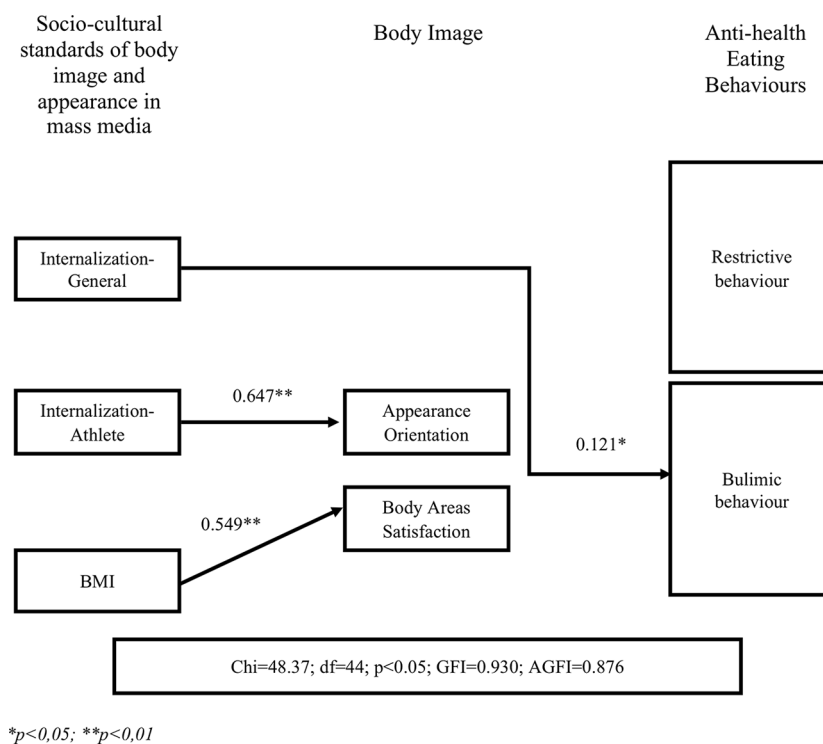 Socio-cultural
standards of body
image and
appearance in
mass media
Body Image
Anti-health
Eating
Behaviours
Internalization-
General
Restrictive
behaviour
Internalization-
Athlete
0.647**
Appearance
Orientation
0.121*
Bulimic
behaviour
0.549**
Body Areas
Satisfaction
BMI
Chi=48.37; df=44; p<0.05; GFI=0.930; AGFI=0.876
*p<0,05; **p<0,01